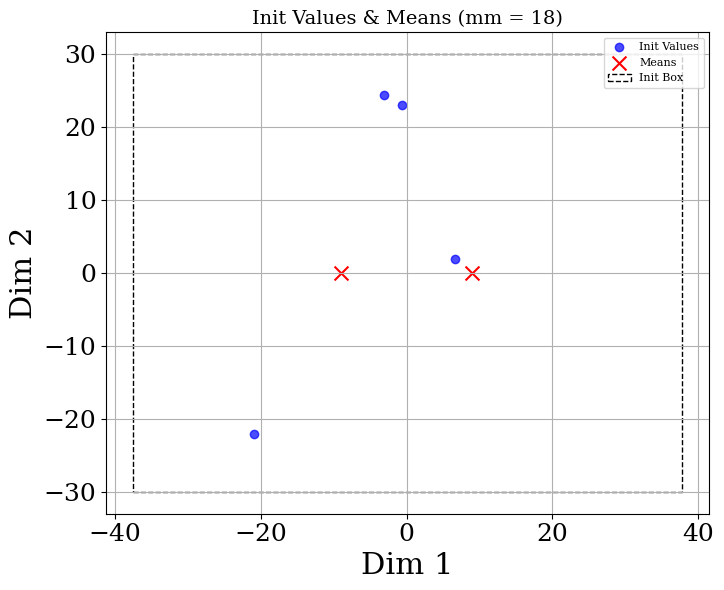 Init Values & Means (mm = 18)
Init Values
Means
Init Box
30
20
10
0
−10
−20
−30
Dim 2
−40
−20
0
20
40
Dim 1